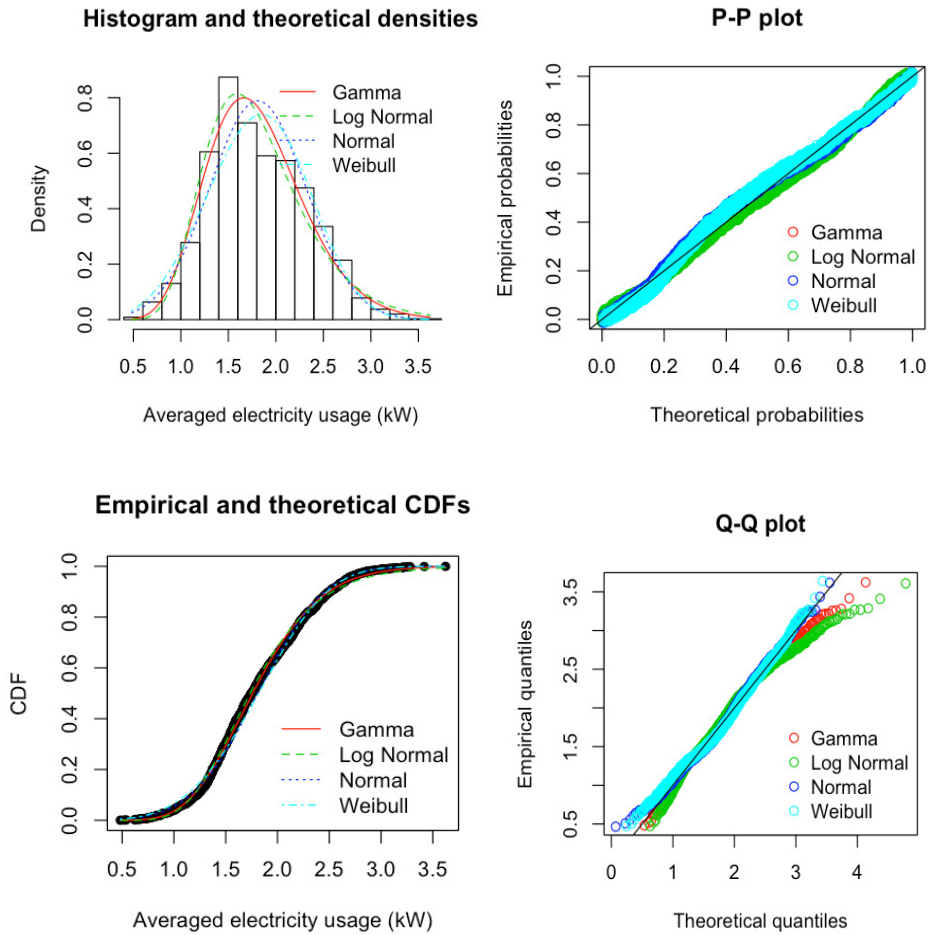 Histogram and theoretical densities
Density
0.0 0.2 0.4 0.6 0.8
Gamma
Log Normal
Normal
Weibull
0.5 1.0 1.5 2.0 2.5 3.0 3.5
Averaged electricity usage (kW)
P-P plot
Empirical probabilities
0.0 0.2 0.4 0.6 0.8 1.0
Gamma
Log Normal
Normal
Weibull
0.0 0.2 0.4 0.6 0.8 1.0
Theoretical probabilities
Empirical and theoretical CDFs
CDF
0.0 0.2 0.4 0.6 0.8 1.0
Gamma
Log Normal
Normal
Weibull
0.5 1.0 1.5 2.0 2.5 3.0 3.5
Averaged electricity usage (kW)
Q-Q plot
Empirical quantiles
0.5 1.5 2.5 3.5
Gamma
Log Normal
Normal
Weibull
0 1 2 3 4
Theoretical quantiles